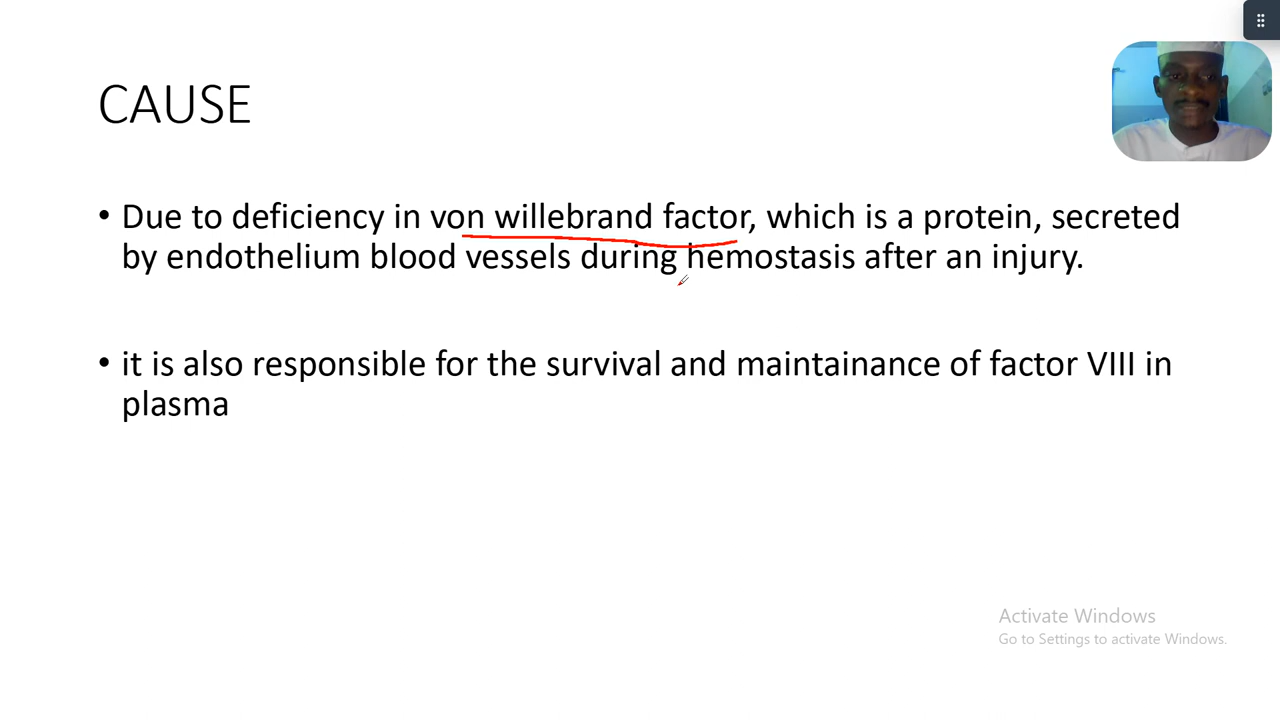 CAUSE
• Due to deficiency in von willebrand factor, which is a protein, secreted
by endothelium blood vessels during hemostasis after an injury.
• it is also responsible for the survival and maintainance of factor VIII in
plasma
Activate Windows
Go to Settings to activate Windows.